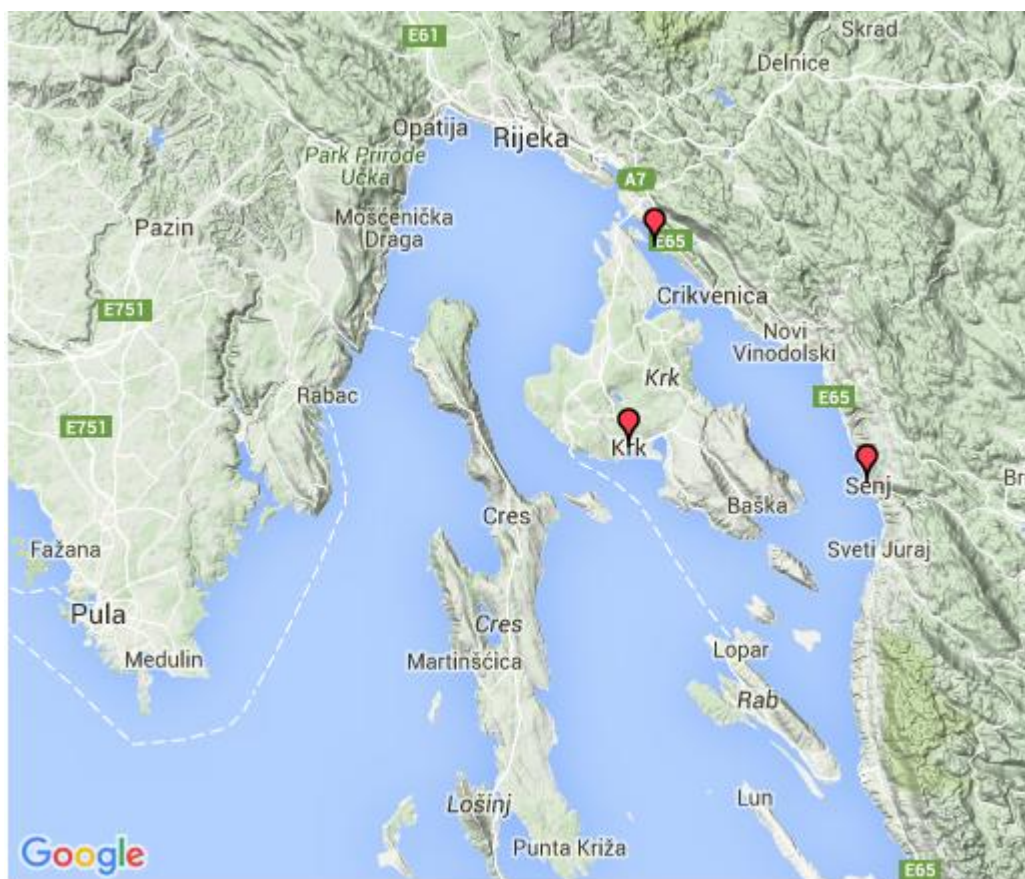 Skrad
E61
Delnice
Opatija
Rijeka
Park Prirode
Učka
A7
Mošćenička
Draga
Pazin
E65
Crikvenica
E751
Novi
Vinodolski
Krk
Rabac
E65
E751
Krk
Senj
Br
Baška
Cres
Fažana
Sveti Juraj
Pula
Cres
Medulin
Martinšćica
Lopar
Rab
Lošinj
Lun
Punta Križa
Google
E65